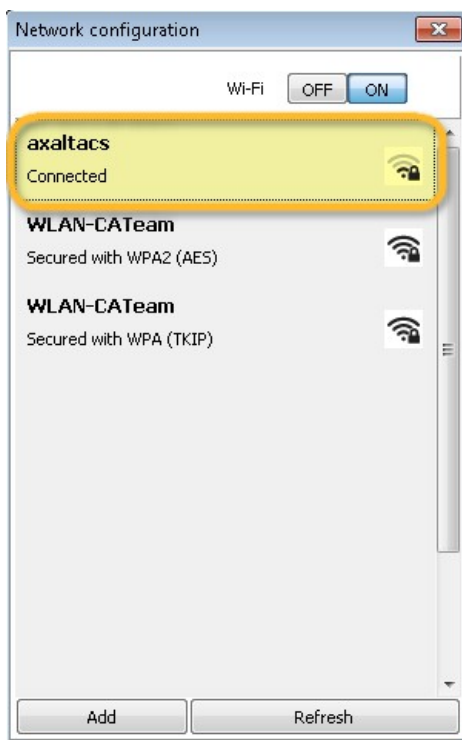 Network configuration
Wi-Fi OFF ON
axaltacs
Connected
WLAN-CATeam
Secured with WPA2 (AES)
WLAN-CATeam
Secured with WPA (TKIP)
Add Refresh